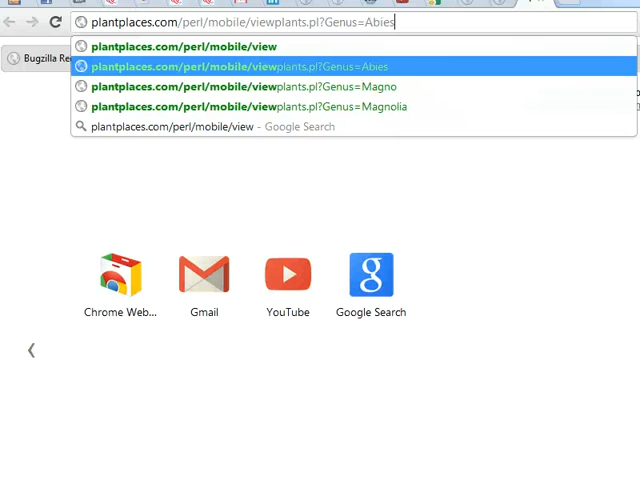 plantplaces.com/perl/mobile/viewplants.pl?Genus=Abies
plantplaces.com/perl/mobile/view
Bugzilla Re
plantplaces.com/perl/mobile/viewplants.pl?Genus=Abies
plantplaces.com/perl/mobile/viewplants.pl?Genus=Magno
plantplaces.com/perl/mobile/viewplants.pl?Genus=Magnolia
plantplaces.com/perl/mobile/view - Google Search
Chrome Web... Gmail YouTube Google Search